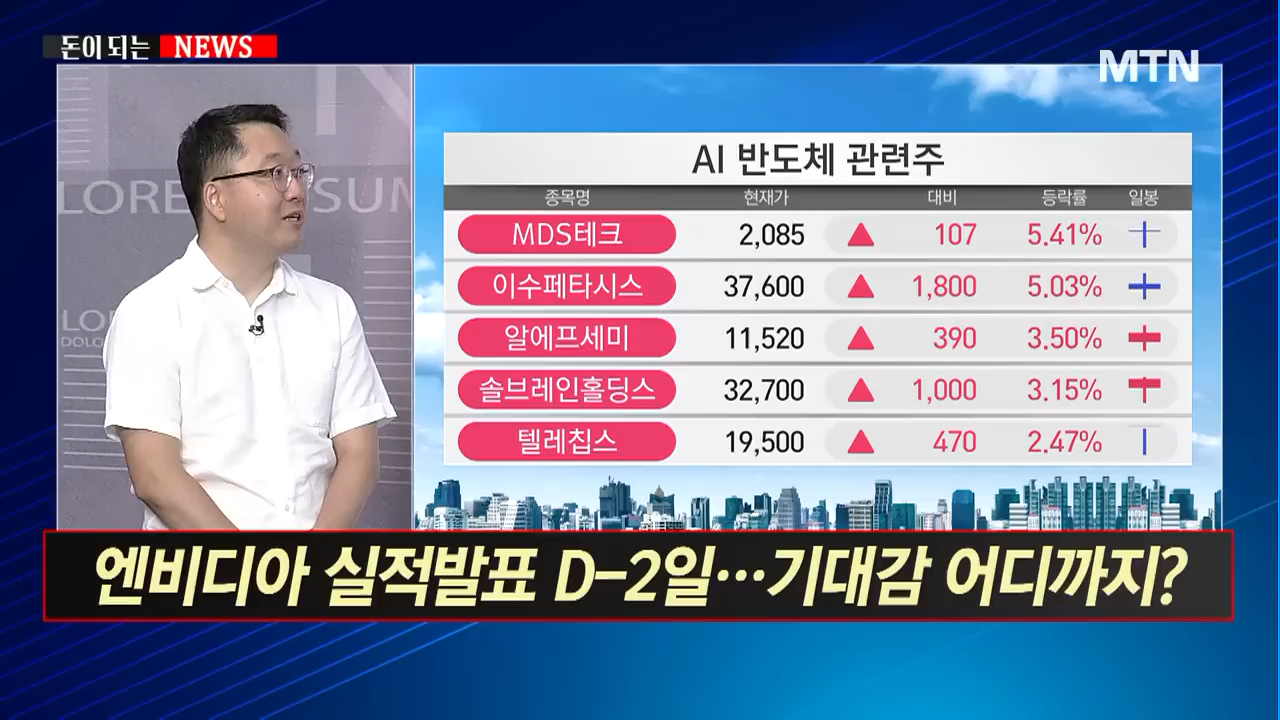 돈이 되는 NEWS
MTN
LORE SUM
LOR
DOLO
AI 반도체 관련주
종목명 현재가 대비 등락률 일봉
MDS테크 2,085 ▲ 107 5.41%
이수페타시스 37,600 ▲ 1,800 5.03%
알에프세미 11,520 ▲ 390 3.50%
솔브레인홀딩스 32,700 ▲ 1,000 3.15%
텔레칩스 19,500 ▲ 470 2.47%
엔비디아 실적발표 D-2일…기대감 어디까지?